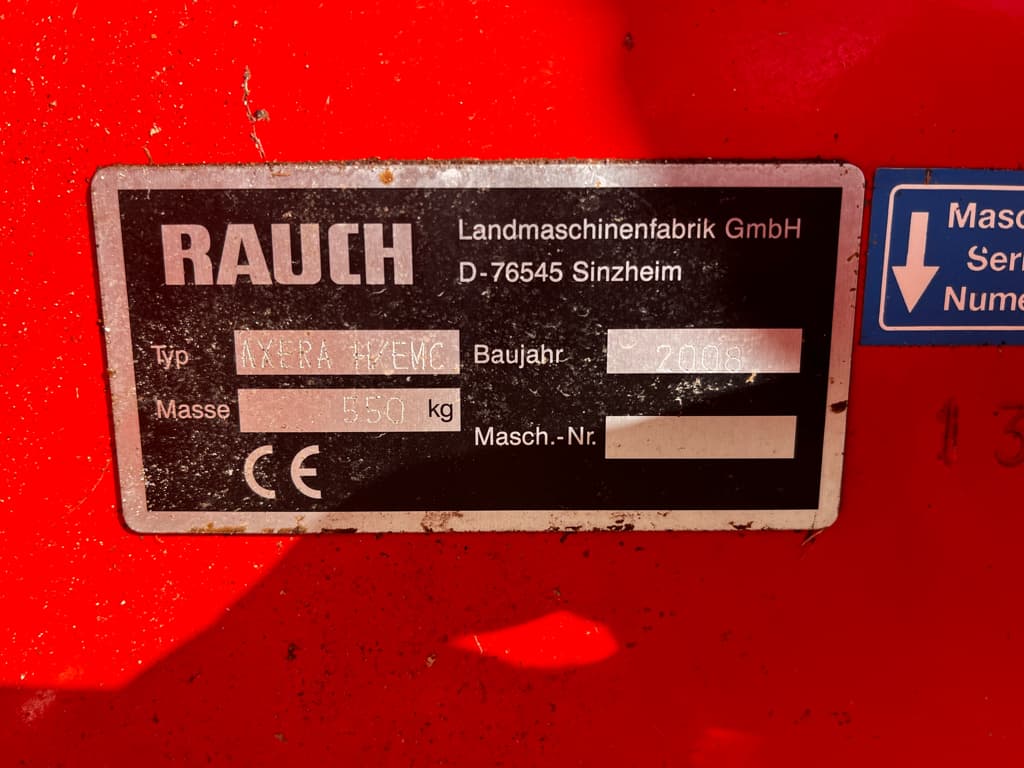 RAUCH
Landmaschinenfabrik GmbH
D-76545 Sinzheim
Typ AXERA H/EMC
Baujahr 2008
Masse 550 kg
Masch.-Nr.
CE
Masc
Seri
Nume
13